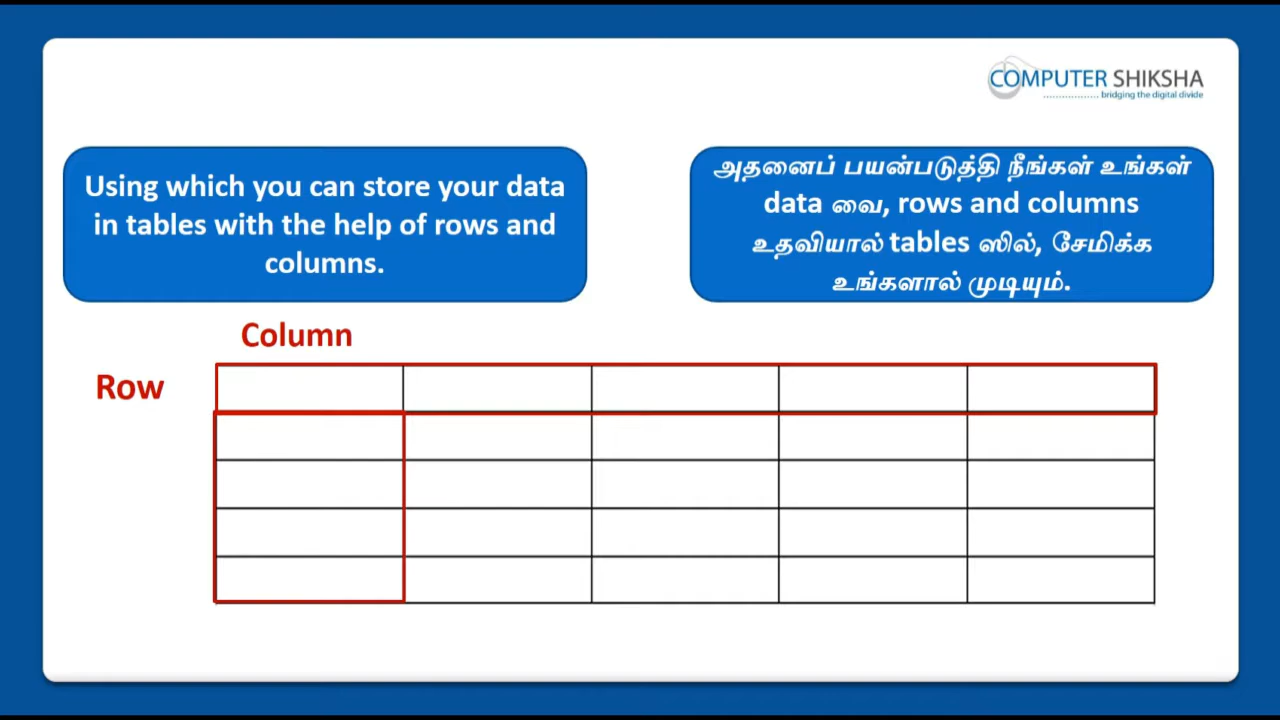 COMPUTER SHIKSHA
bridging the digital divide
Using which you can store your data
in tables with the help of rows and
columns.
அதனைப் பயன்படுத்தி நீங்கள் உங்கள்
data வை, rows and columns
உதவியால் tables ஸில், சேமிக்க
உங்களால் முடியும்.
Column
Row